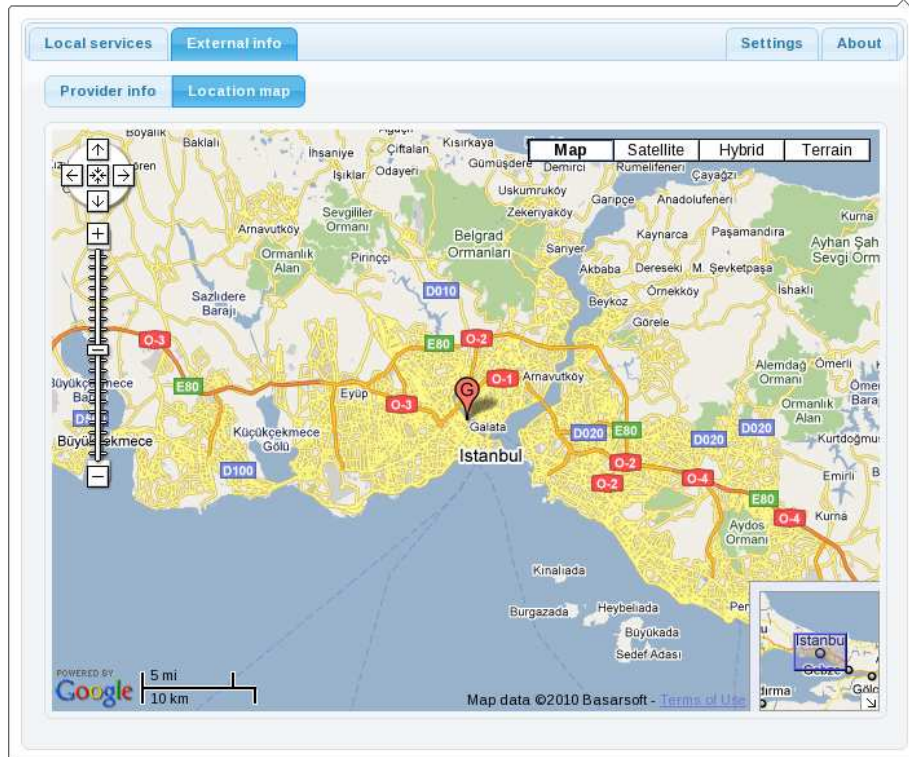 Local services
External info
Settings
About
Provider info
Location map
Map
Satellite
Hybrid
Terrain
Boyalık
Baklalı
İhsaniye
Çiftalan
Kısırkaya
Gümüşdere
Demirci
Rumelifeneri
Çayağzı
Işıklar
Odayeri
Uskumruköy
Garipçe
Anadolufeneri
Sevgililer
Ormanı
Zekeriyaköy
Kurna
Arnavutköy
Belgrad
Ormanları
Kaynarca
Paşamandıra
Sarıyer
Ayhan Şah
Sevgi Orm
Ormanlık
Alan
Pirinççi
Akbaba
Dereseki
M. Şevketpaşa
İshaklı
Örnekköy
D010
Sazlıdere
Barajı
Beykoz
Görele
O-3
E80
O-2
Alemdağ
Ormanı
Ömerli
E80
O-1
Arnavutköy
Eyüp
O-3
G
Ormanlık
Alan
Galata
Küçükçekmece
Gölü
D020
E80
D020
D020
Kurtdoğmu
Istanbul
D100
O-2
O-2
O-4
Emirli
E80
O-4
Kurna
Aydos
Ormanı
Kınalıada
Burgazada
Heybeliada
Büyükada
Sedef Adası
Istanbu
Gebze
5 mi
10 km
POWERED BY
Google
Map data ©2010 Basarsoft - Terms of Use